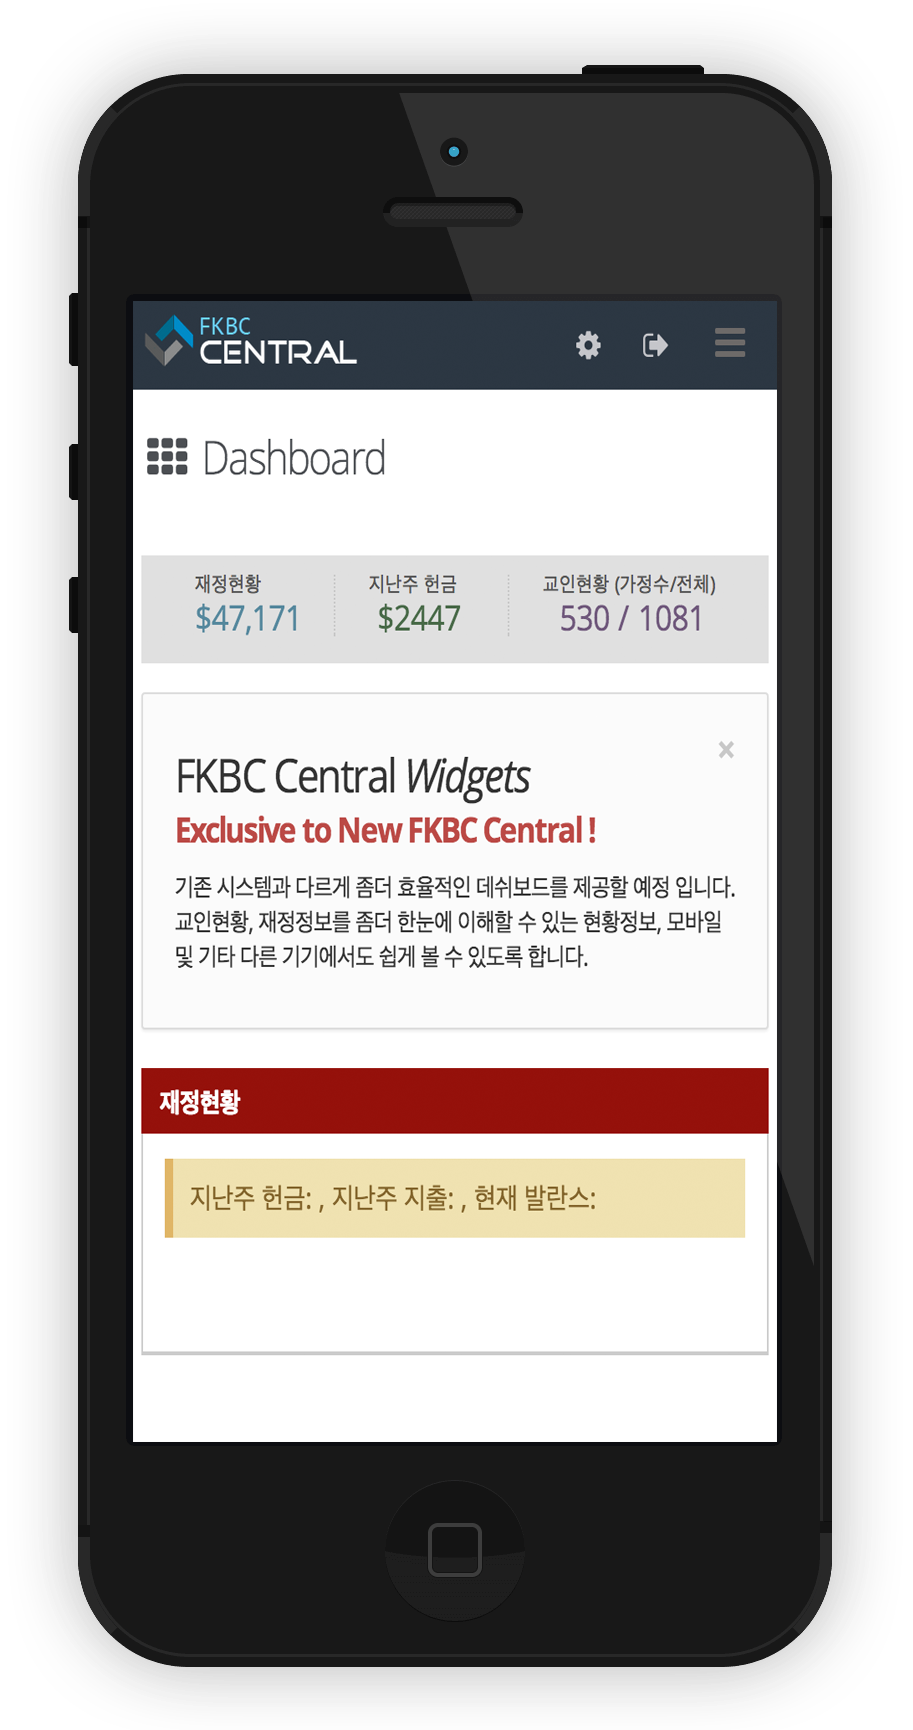 FKBC
CENTRAL
Dashboard
재정현황 지난주 헌금 교인현황 (가정수/전체)
$47,171 $2447 530 / 1081
×
FKBC Central Widgets
Exclusive to New FKBC Central !
기존 시스템과 다르게 좀더 효율적인 데쉬보드를 제공할 예정 입니다.
교인현황, 재정정보를 좀더 한눈에 이해할 수 있는 현황정보, 모바일
및 기타 다른 기기에서도 쉽게 볼 수 있도록 합니다.
재정현황
지난주 헌금: , 지난주 지출: , 현재 발란스: